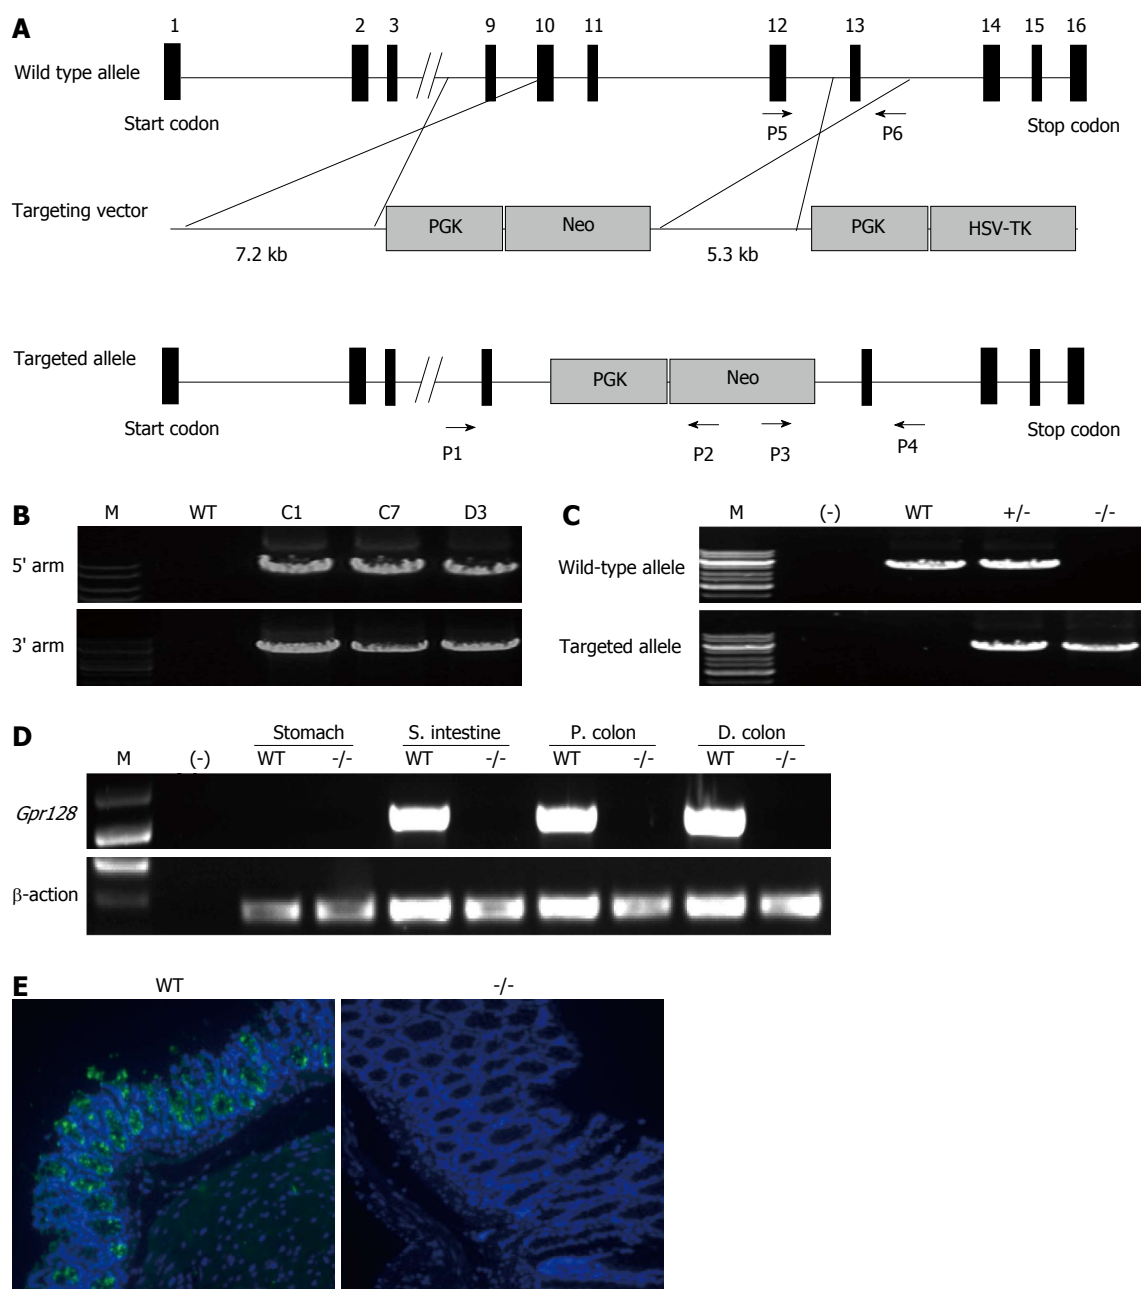 A
1 2 3 9 10 11 12 13 14 15 16
Wild type allele
Start codon
P5
P6
Stop codon
Targeting vector
PGK
Neo
PGK
HSV-TK
7.2 kb
5.3 kb
Targeted allele
PGK
Neo
Start codon
P1
P2
P3
P4
Stop codon
B
M WT C1 C7 D3
5' arm
3' arm
C
M (-) WT +/- -/-
Wild-type allele
Targeted allele
D
Stomach S. intestine P. colon D. colon
M (-) WT -/- WT -/- WT -/- WT -/-
Gpr128
β-action
E
WT -/-